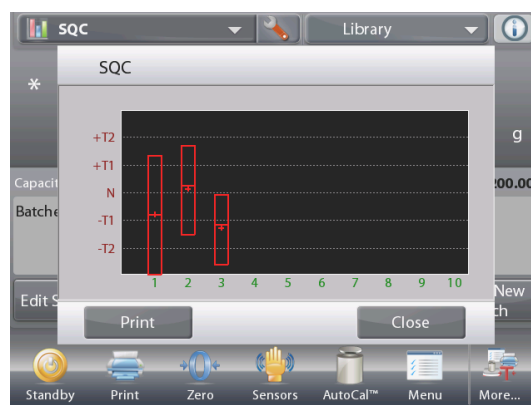 SQC
Library
SQC
*
g
+T2
+T1
N
-T1
-T2
Capacit
200.00
Batche
1 2 3 4 5 6 7 8 9 10
Edit S
New
ch
Print
Close
Standby
Print
Zero
Sensors
AutoCal™
Menu
More...